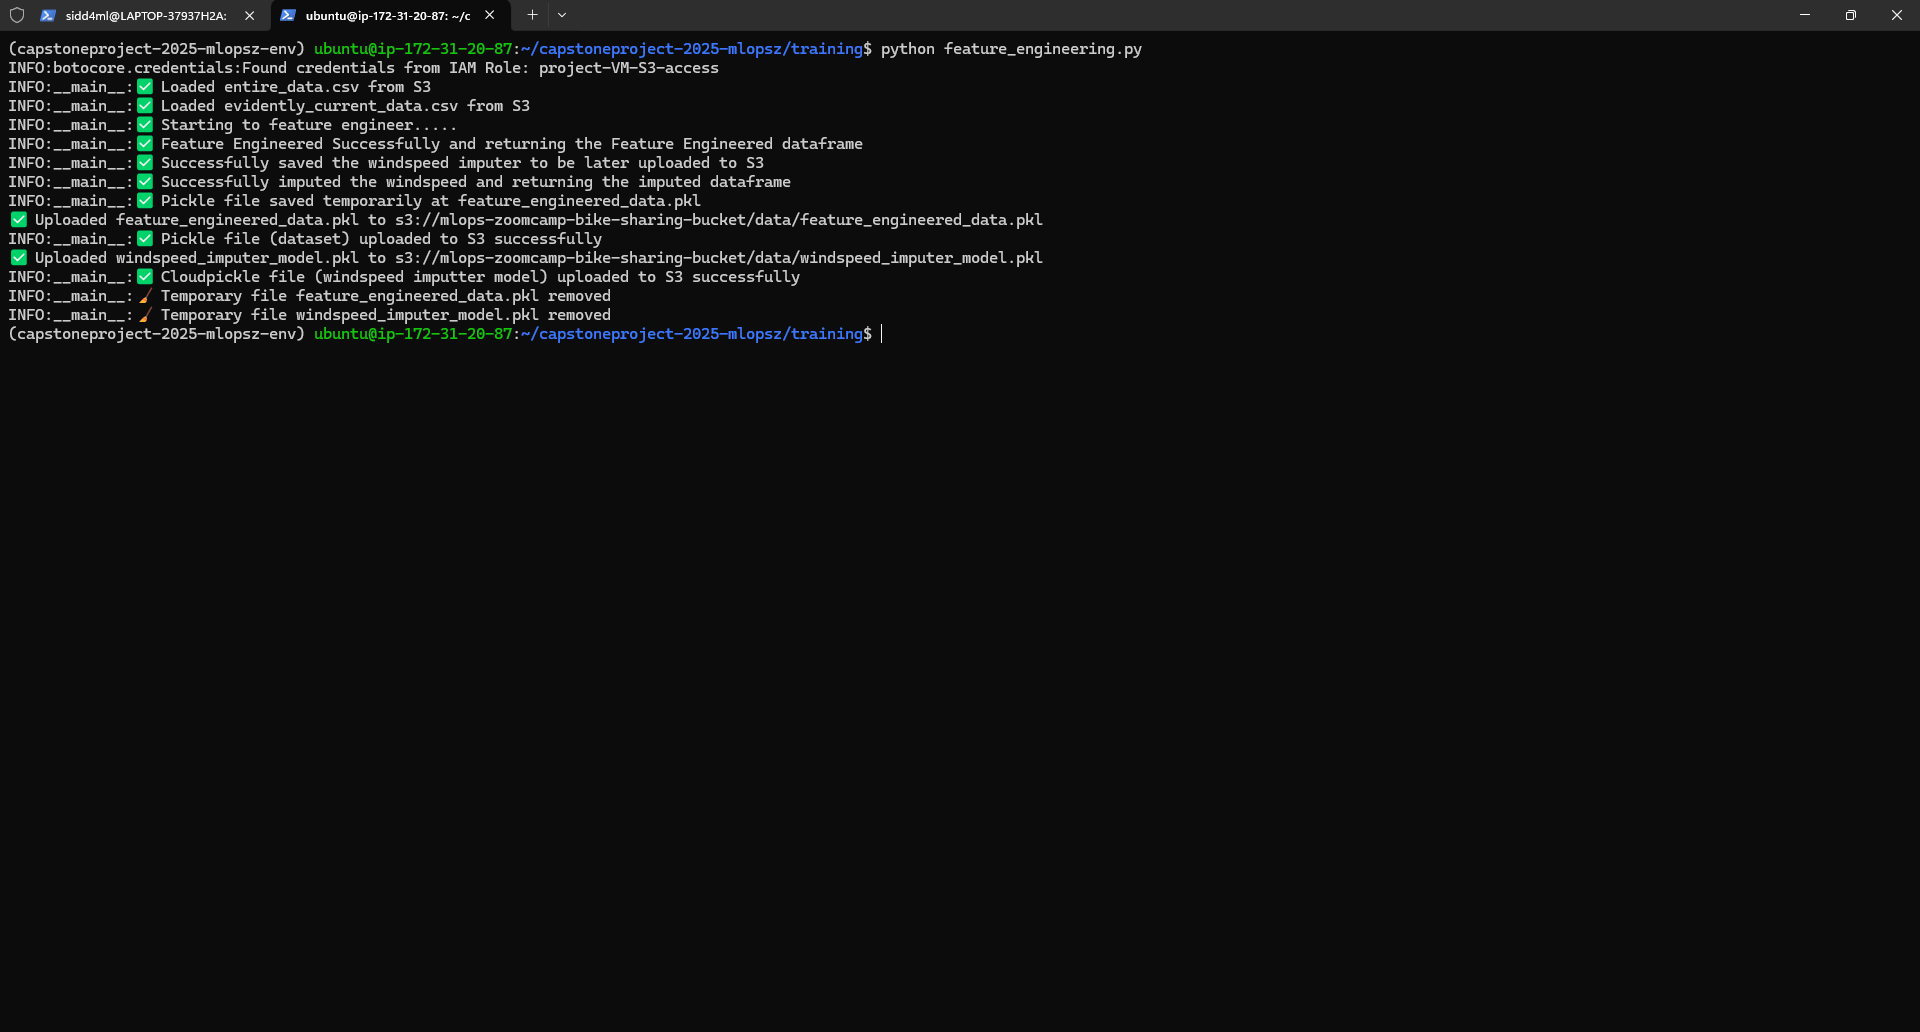 sidd4ml@LAPTOP-37937H2A:
ubuntu@ip-172-31-20-87: ~/c
(capstoneproject-2025-mlopsz-env) ubuntu@ip-172-31-20-87:~/capstoneproject-2025-mlopsz/training$ python feature_engineering.py
INFO:botocore.credentials:Found credentials from IAM Role: project-VM-S3-access
INFO:__main__:✅ Loaded entire_data.csv from S3
INFO:__main__:✅ Loaded evidently_current_data.csv from S3
INFO:__main__:✅ Starting to feature engineer.....
INFO:__main__:✅ Feature Engineered Successfully and returning the Feature Engineered dataframe
INFO:__main__:✅ Successfully saved the windspeed imputer to be later uploaded to S3
INFO:__main__:✅ Successfully imputed the windspeed and returning the imputed dataframe
INFO:__main__:✅ Pickle file saved temporarily at feature_engineered_data.pkl
✅ Uploaded feature_engineered_data.pkl to s3://mlops-zoomcamp-bike-sharing-bucket/data/feature_engineered_data.pkl
INFO:__main__:✅ Pickle file (dataset) uploaded to S3 successfully
✅ Uploaded windspeed_imputer_model.pkl to s3://mlops-zoomcamp-bike-sharing-bucket/data/windspeed_imputer_model.pkl
INFO:__main__:✅ Cloudpickle file (windspeed imputter model) uploaded to S3 successfully
INFO:__main__:🧹 Temporary file feature_engineered_data.pkl removed
INFO:__main__:🧹 Temporary file windspeed_imputer_model.pkl removed
(capstoneproject-2025-mlopsz-env) ubuntu@ip-172-31-20-87:~/capstoneproject-2025-mlopsz/training$